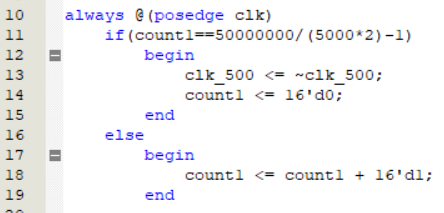 10 always @(posedge clk)
11 if(count1==50000000/(5000*2)-1)
12 begin
13 clk_500 <= ~clk_500;
14 count1 <= 16'd0;
15 end
16 else
17 begin
18 count1 <= count1 + 16'd1;
19 end